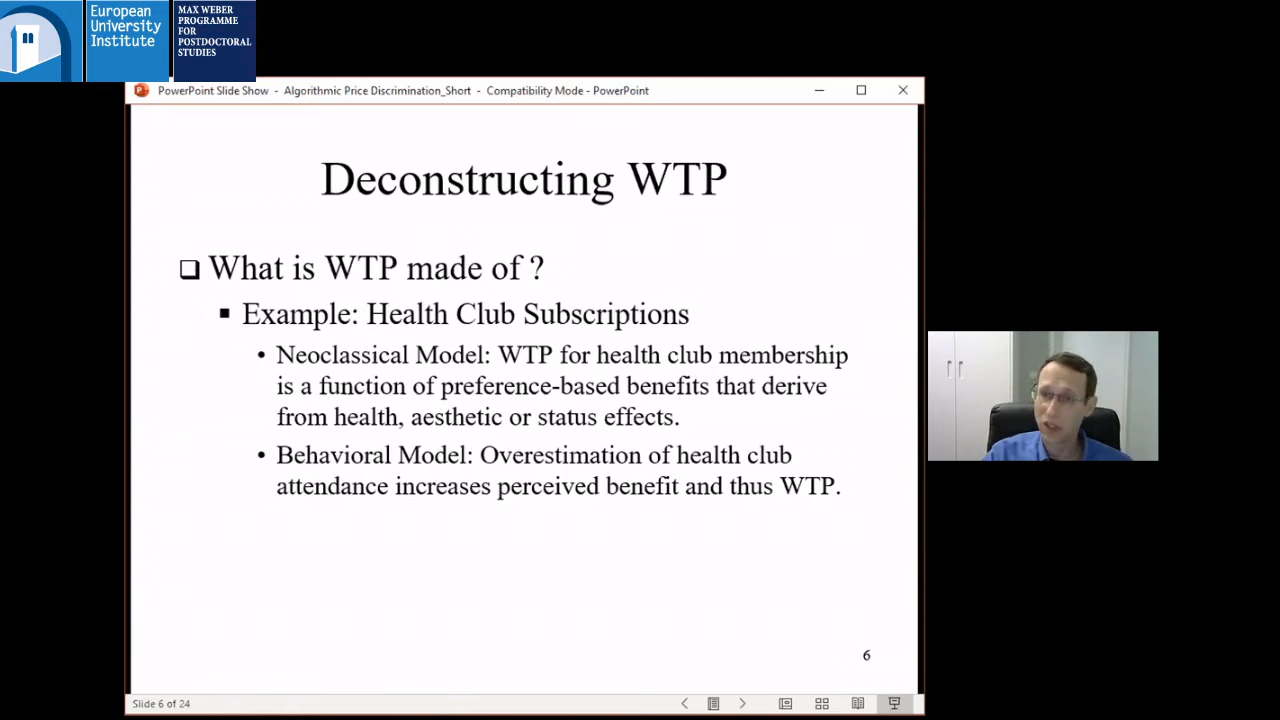 European
University
Institute
MAX WEBER
PROGRAMME
FOR
POSTDOCTORAL
STUDIES
PowerPoint Slide Show - Algorithmic Price Discrimination_Short - Compatibility Mode - PowerPoint
Deconstructing WTP
What is WTP made of ?
Example: Health Club Subscriptions
Neoclassical Model: WTP for health club membership
is a function of preference-based benefits that derive
from health, aesthetic or status effects.
Behavioral Model: Overestimation of health club
attendance increases perceived benefit and thus WTP.
6
Slide 6 of 24